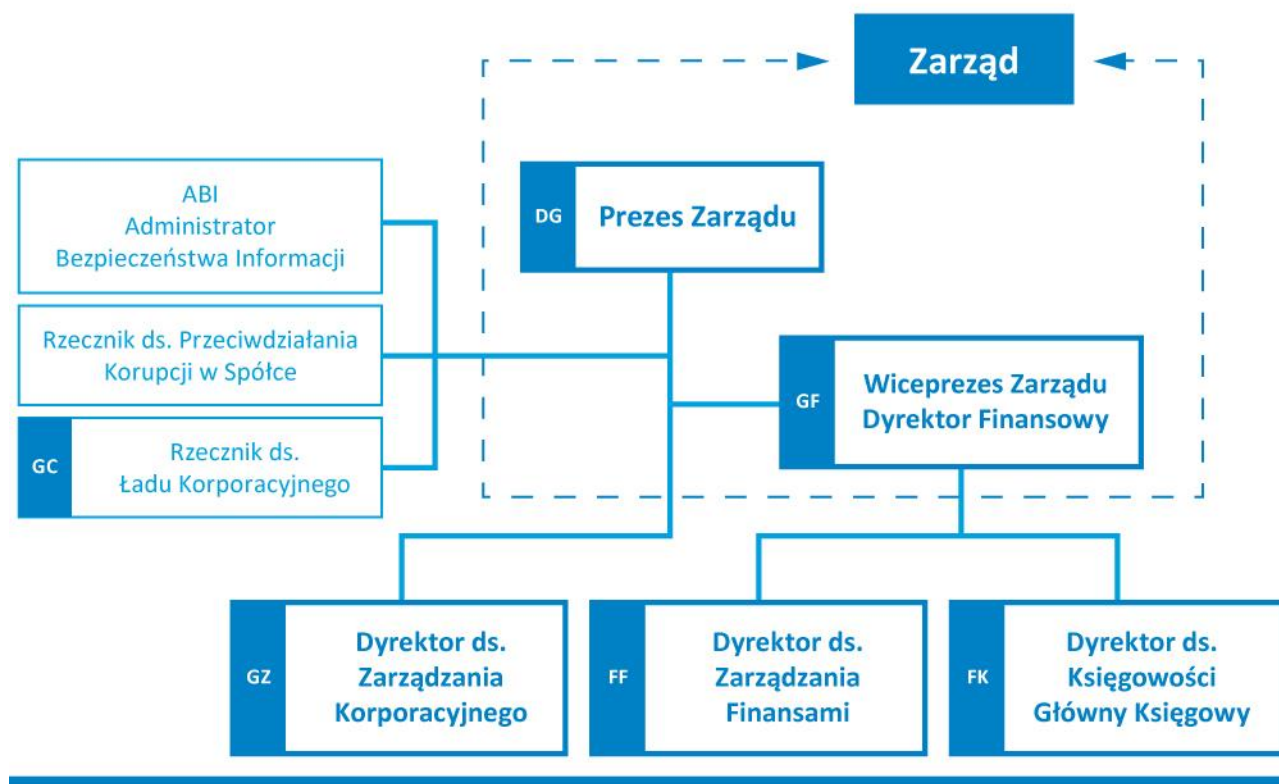 Zarząd
DG
Prezes Zarządu
ABI
Administrator
Bezpieczeństwa Informacji
Rzecznik ds. Przeciwdziałania
Korupcji w Spółce
GC
Rzecznik ds.
Ładu Korporacyjnego
GF
Wiceprezes Zarządu
Dyrektor Finansowy
GZ
Dyrektor ds.
Zarządzania
Korporacyjnego
FF
Dyrektor ds.
Zarządzania
Finansami
FK
Dyrektor ds.
Księgowości
Główny Księgowy